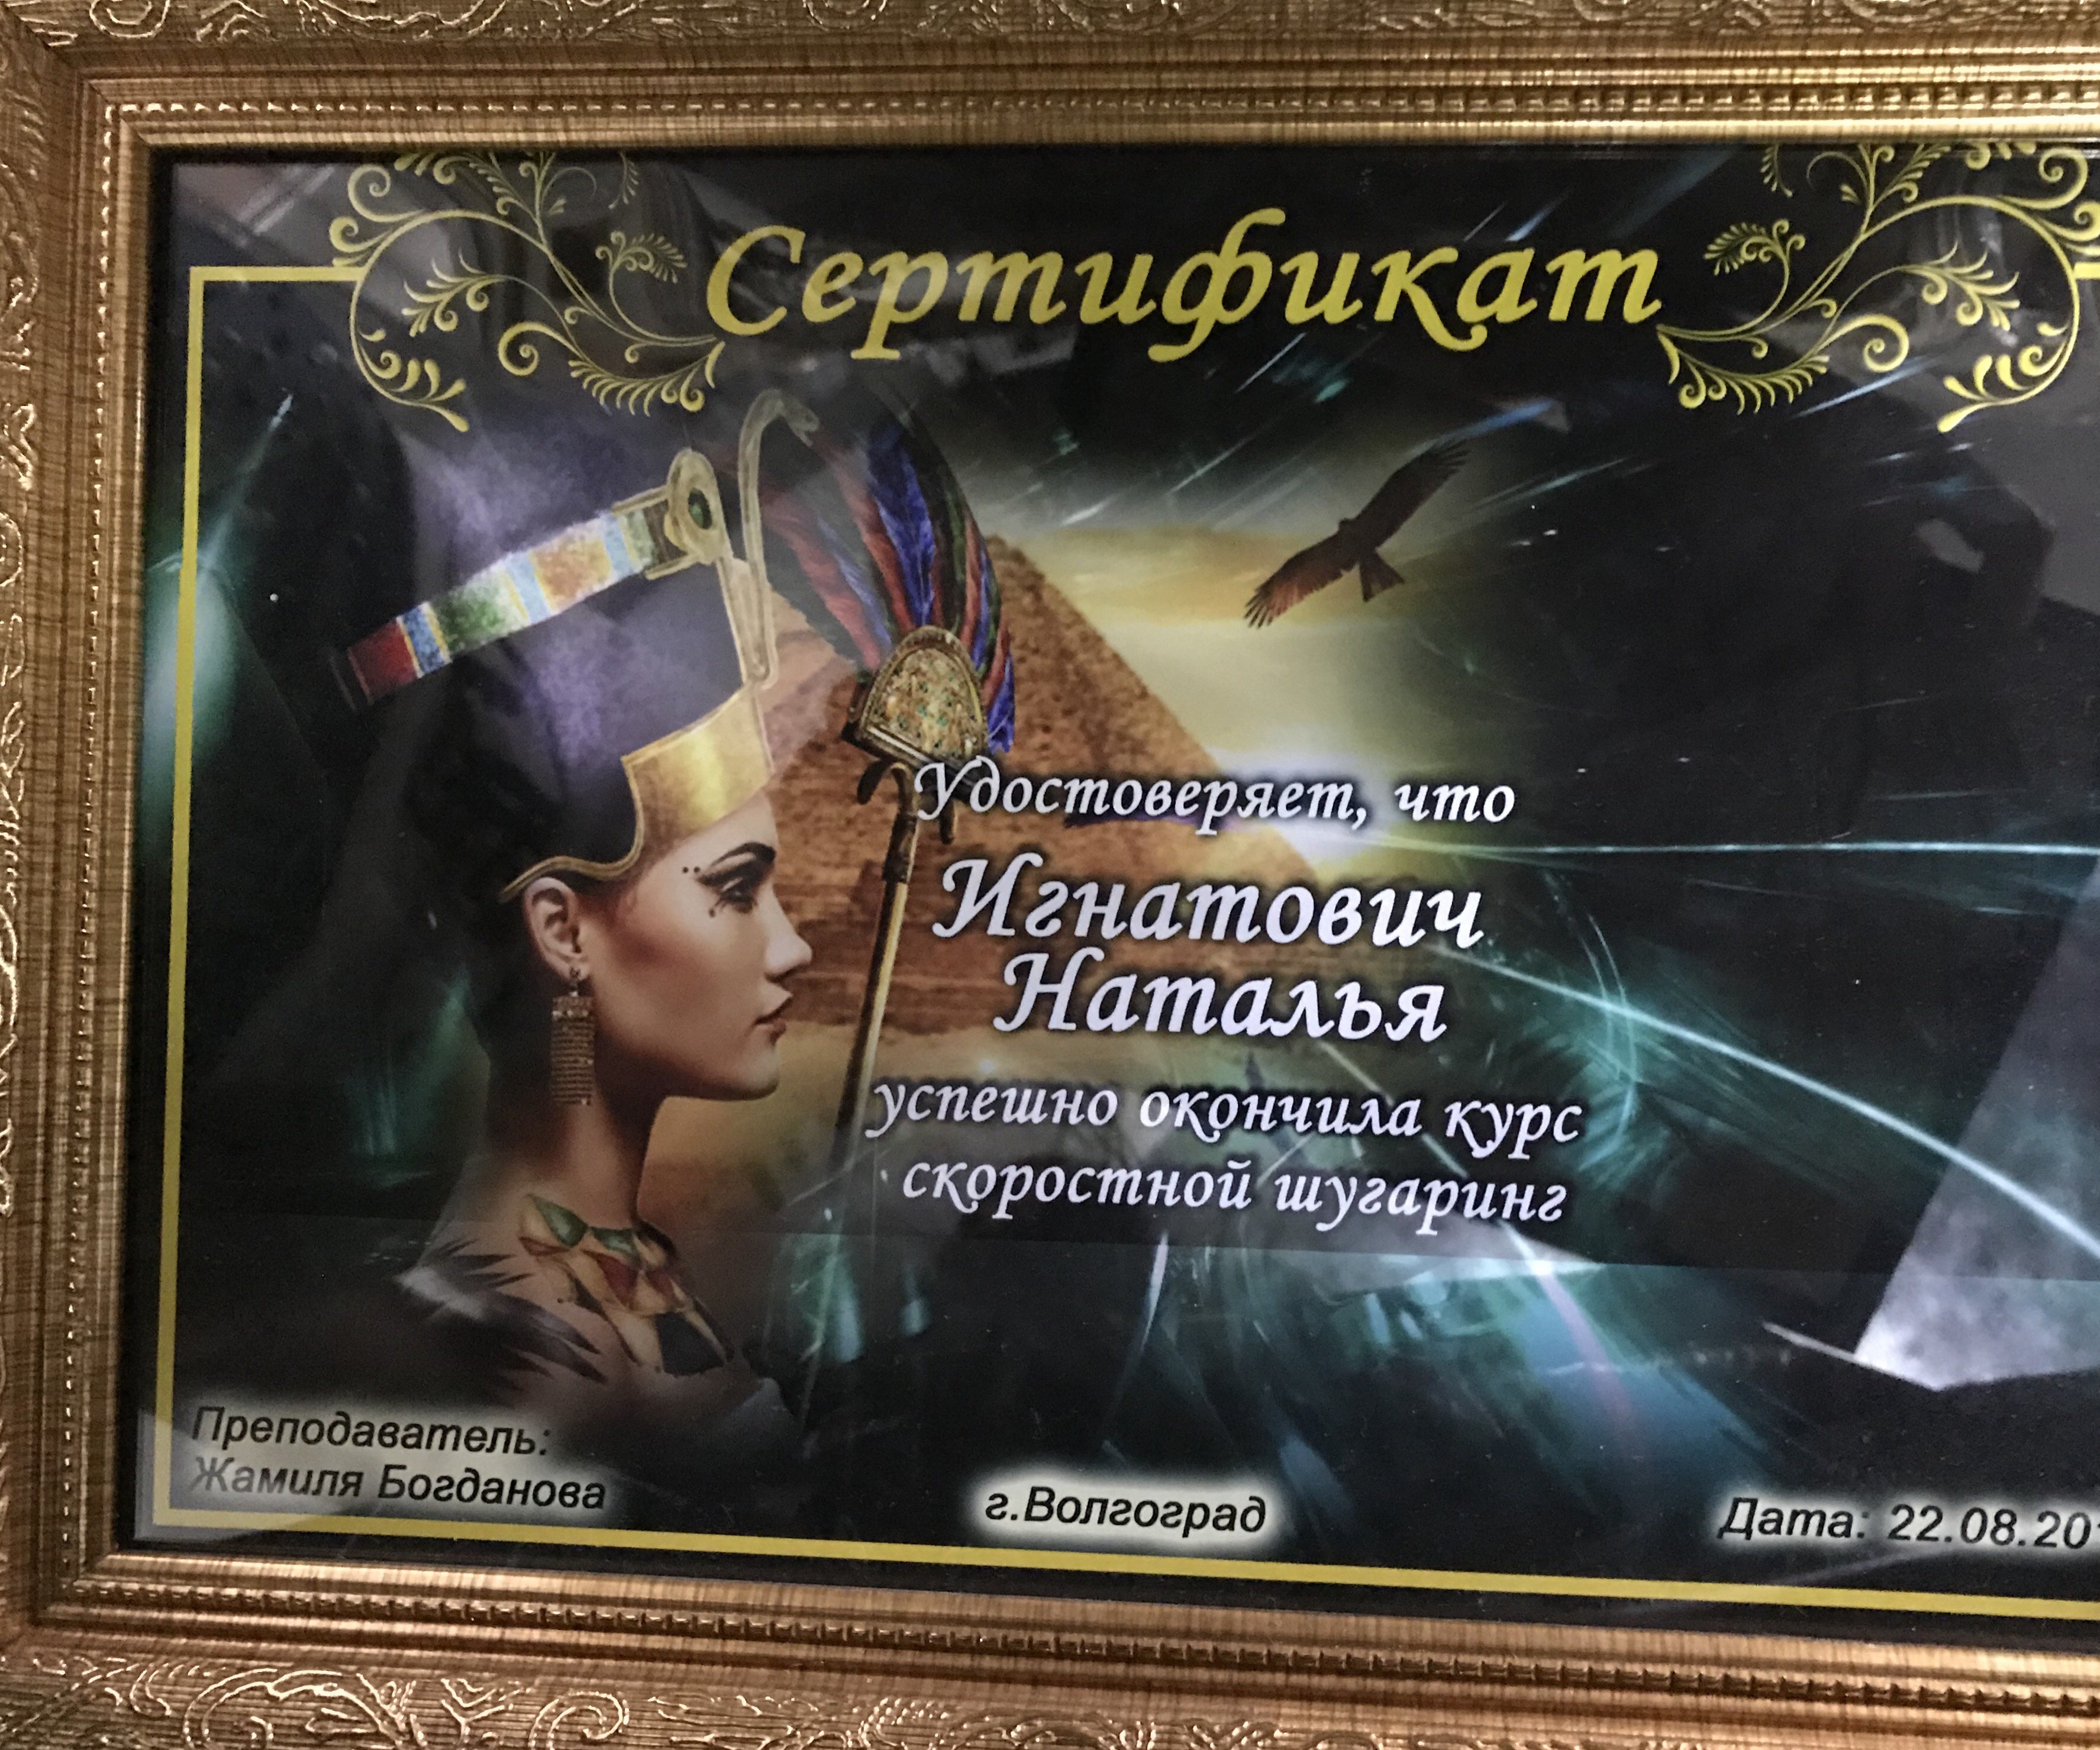 Сертификат
Удостоверяет, что
Игнатович
Наталья
успешно окончила курс
скоростной шугаринг
Преподаватель:
Жамиля Богданова
г.Волгоград
Дата: 22.08.20